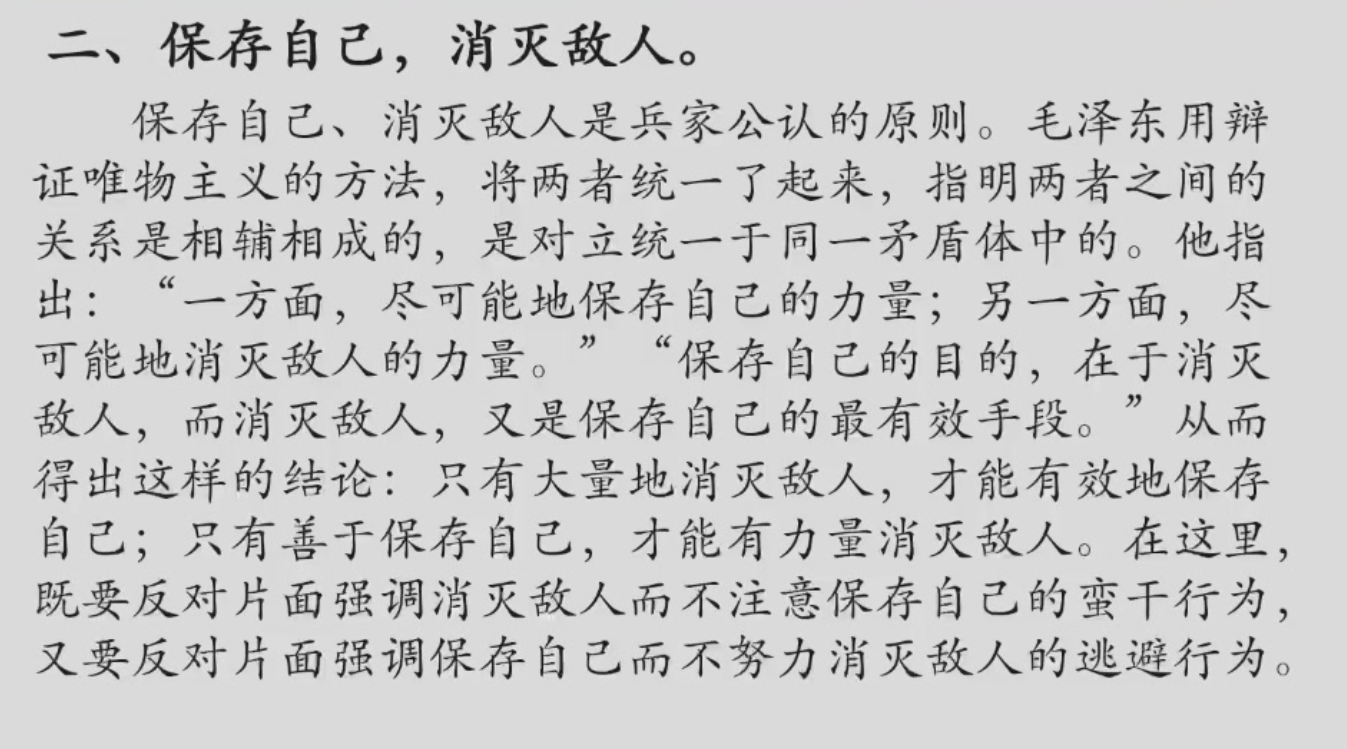 二、保存自己，消灭敌人。
保存自己、消灭敌人是兵家公认的原则。毛泽东用辩
证唯物主义的方法，将两者统一了起来，指明两者之间的
关系是相辅相成的，是对立统一于同一矛盾体中的。他指
出：“一方面，尽可能地保存自己的力量；另一方面，尽
可能地消灭敌人的力量。”“保存自己的目的，在于消灭
敌人，而消灭敌人，又是保存自己的最有效手段。”从而
得出这样的结论：只有大量地消灭敌人，才能有效地保存
自己；只有善于保存自己，才能有力量消灭敌人。在这里，
既要反对片面强调消灭敌人而不注意保存自己的蛮干行为，
又要反对片面强调保存自己而不努力消灭敌人的逃避行为。